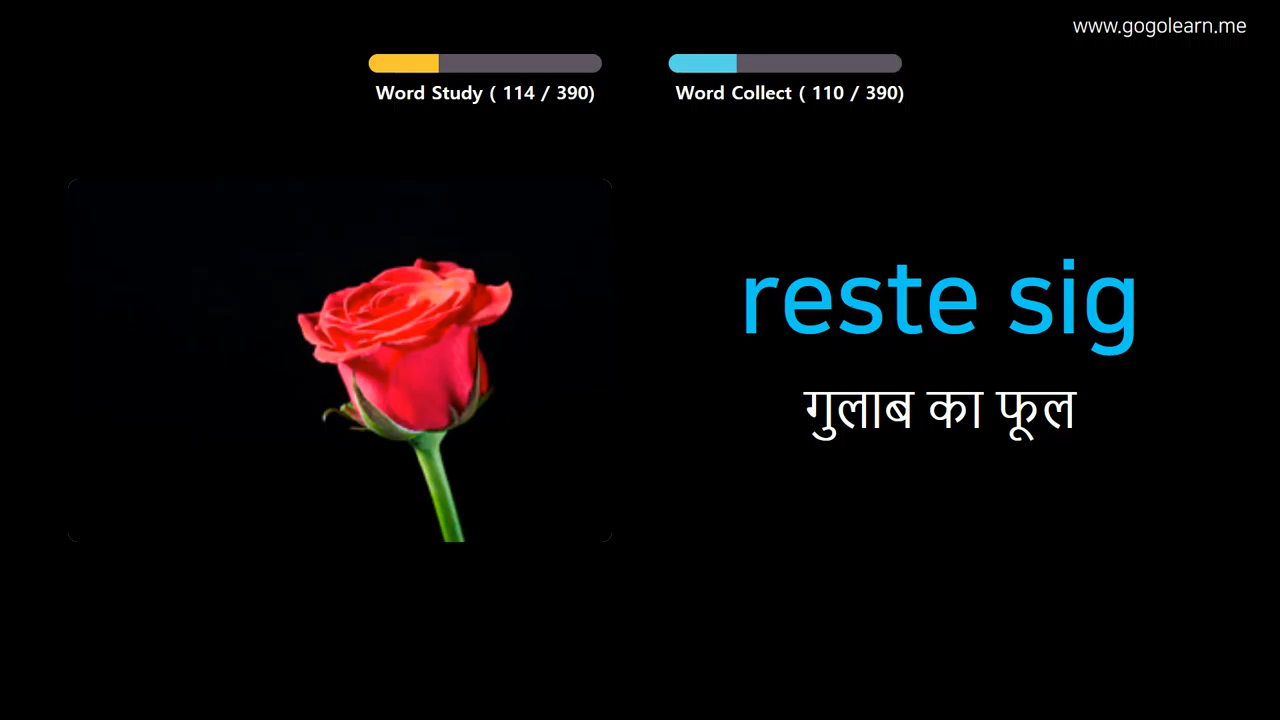 www.gogolearn.me
Word Study ( 114 / 390)
Word Collect ( 110 / 390)
reste sig
गुलाब का फूल